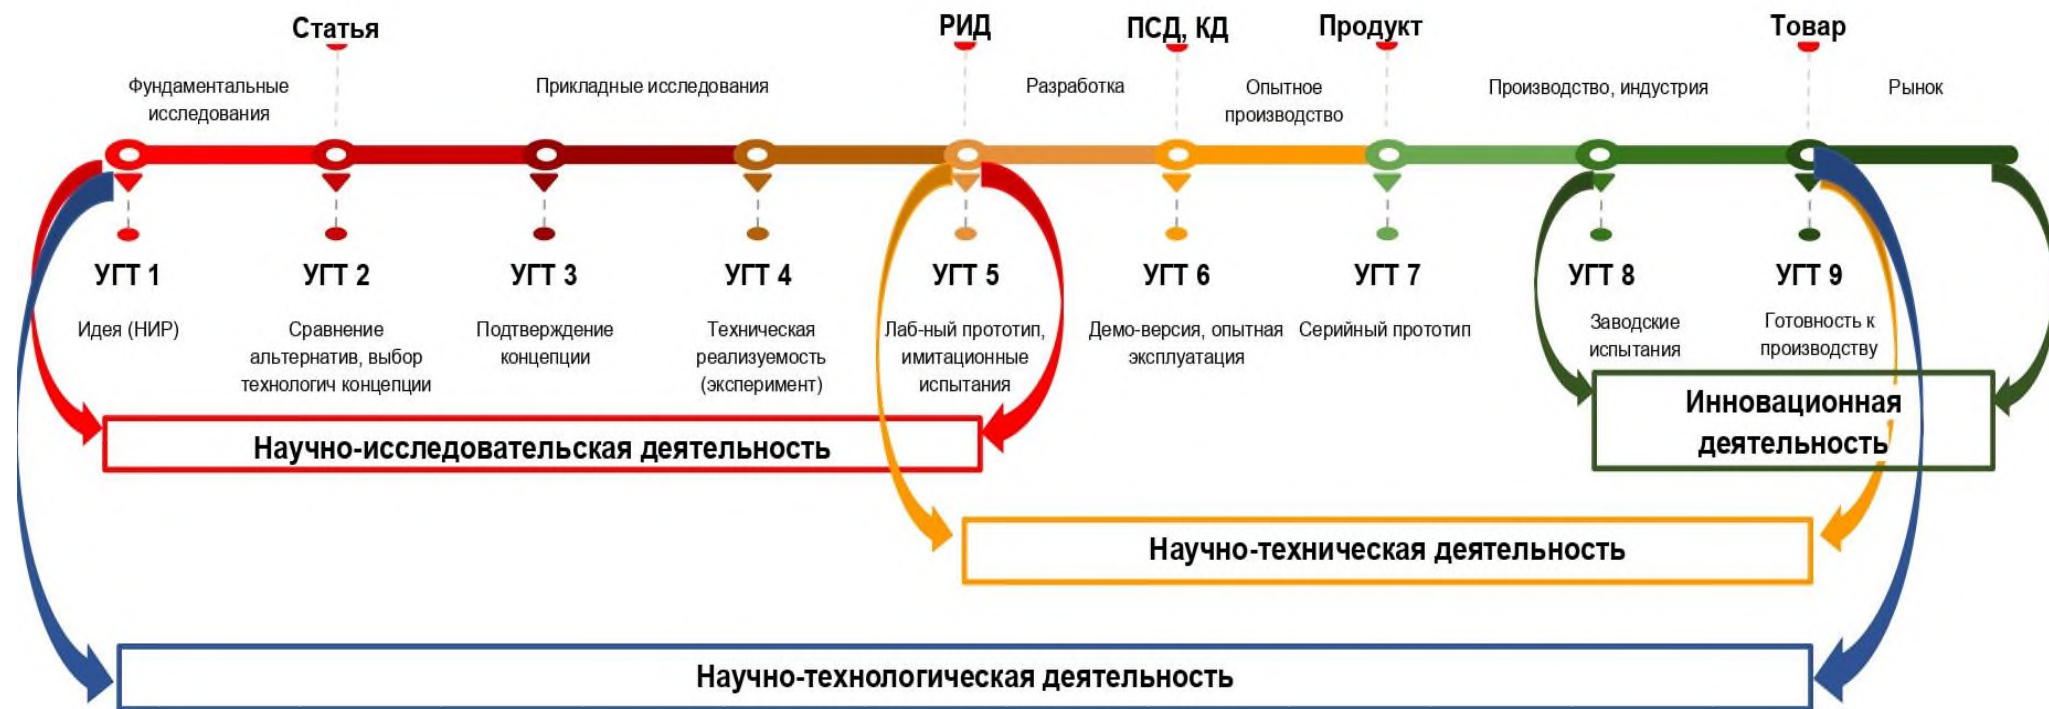 Статья
РИД
ПСД, КД
Продукт
Товар
Фундаментальные
исследования
Прикладные исследования
Разработка
Опытное
производство
Производство, индустрия
Рынок
УГТ 1
УГТ 2
УГТ 3
УГТ 4
УГТ 5
УГТ 6
УГТ 7
УГТ 8
УГТ 9
Идея (НИР)
Сравнение
альтернатив, выбор
технологич концепции
Подтверждение
концепции
Техническая
реализуемость
(эксперимент)
Лаб-ный прототип,
имитационные
испытания
Демо-версия, опытная
эксплуатация
Серийный прототип
Заводские
испытания
Готовность к
производству
Научно-исследовательская деятельность
Инновационная
деятельность
Научно-техническая деятельность
Научно-технологическая деятельность